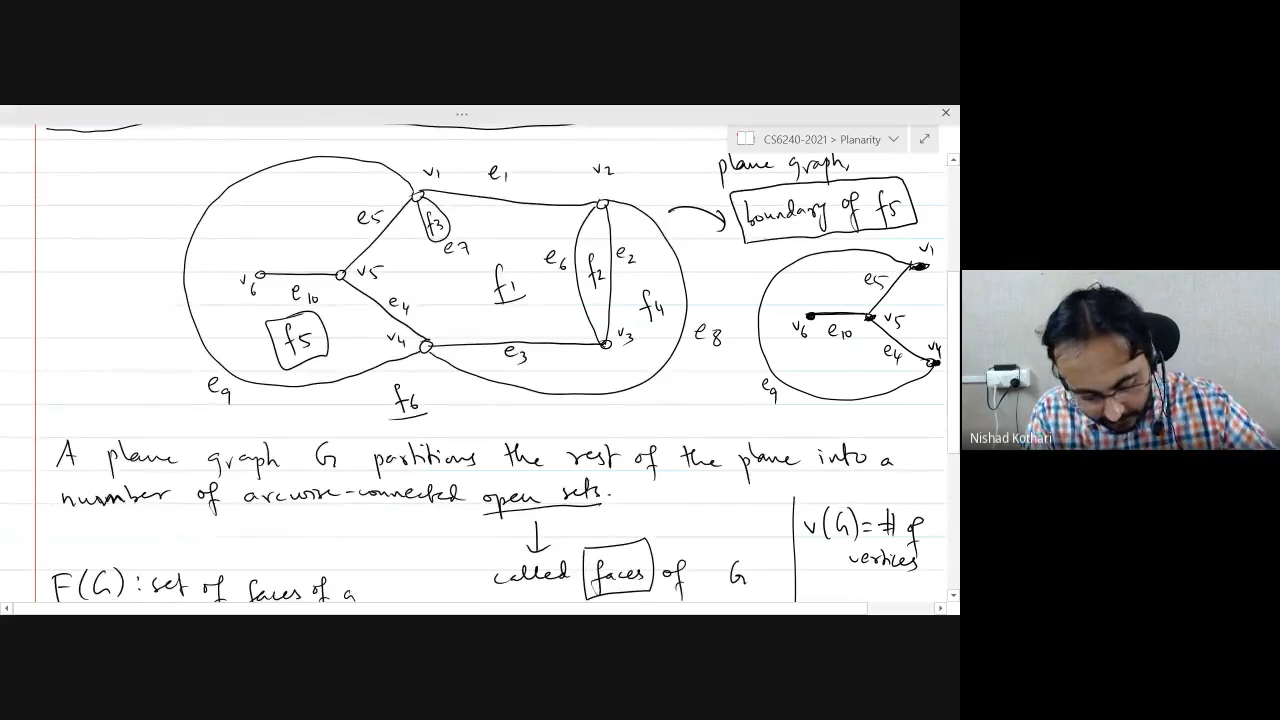 CS6240-2021 > Planarity
plane graph,
boundary of f5
v1 e1 v2
e5 f3 e7
v6 e10 v5 e6 f2 e2
f1 f4
e4
f5 v4 e3 v3 e8
e9 f6
v1
e5
v6 e10 v5
e4 v4
e9
Nishad Kothari
A plane graph G partitions the rest of the plane into a
number of arcwise-connected open sets.
called faces of G
v(G) = # of
vertices
F(G) : set of faces of a